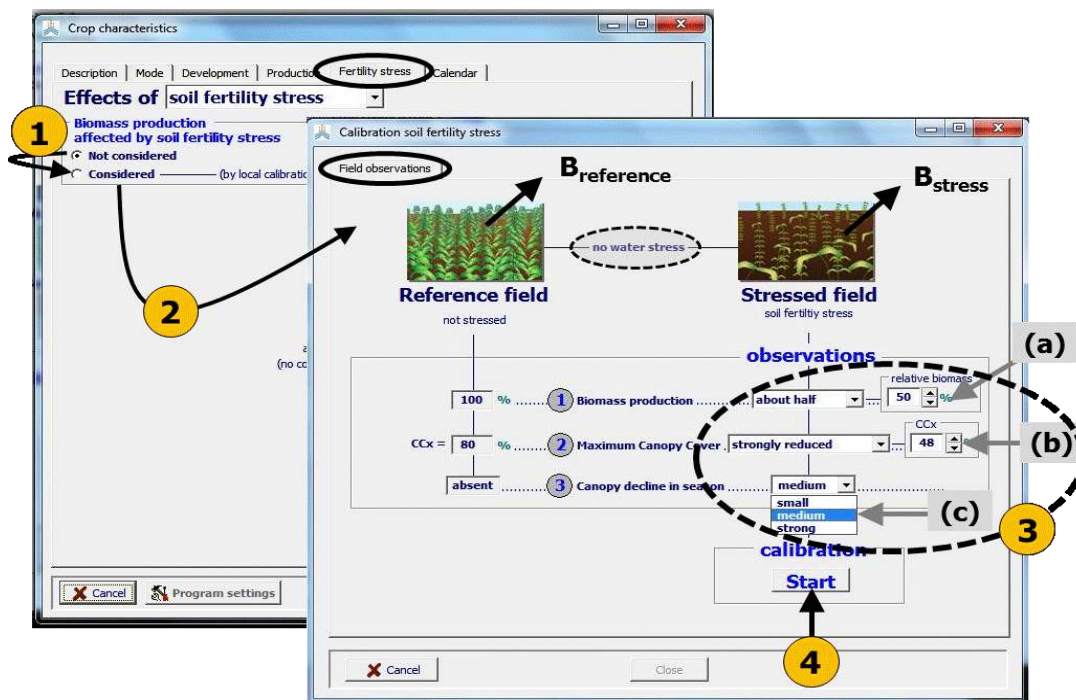 Crop characteristics
Description
Mode
Development
Production
Fertility stress
Calendar
Effects of soil fertility stress
1
Biomass production
affected by soil fertility stress
Not considered
Considered (by local calibratio
2
(no co
Cancel
Program settings
Calibration soil fertility stress
Field observations
Breference
Bstress
no water stress
Reference field
not stressed
Stressed field
soil fertiltiy stress
observations
(a)
relative biomass
100 % ...... 1 Biomass production ........ about half 50 %
(b)
CCx
CCx = 80 % ...... 2 Maximum Canopy Cover . strongly reduced 48
absent ............ 3 Canopy decline in season ........ medium
small
medium
strong
(c)
3
calibration
Start
4
Cancel
Close